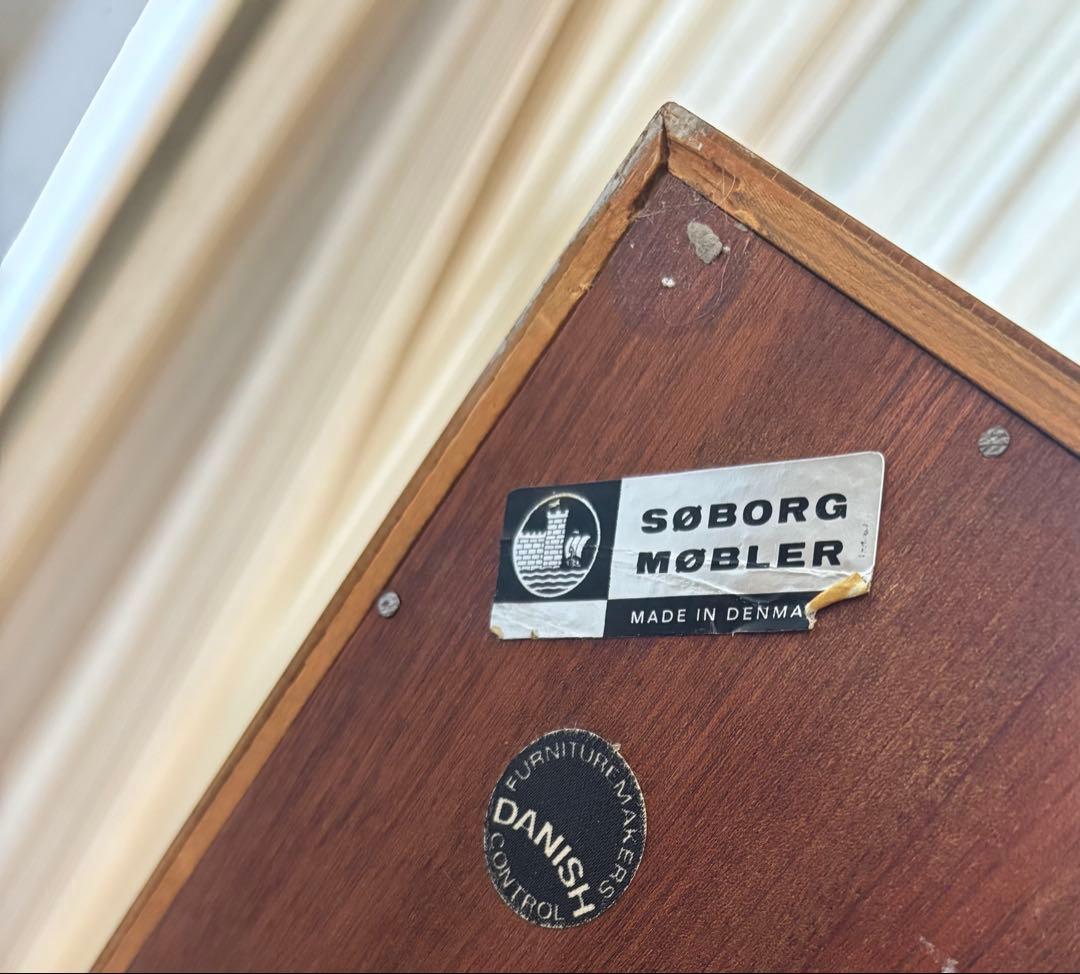 SØBORG
MØBLER
MADE IN DENMA
FURNITUREMAKERS
DANISH
CONTROL